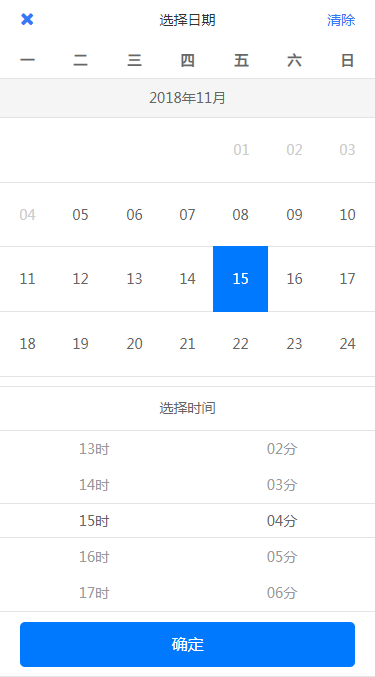 选择日期 清除
一 二 三 四 五 六 日
2018年11月
01 02 03
04 05 06 07 08 09 10
11 12 13 14 15 16 17
18 19 20 21 22 23 24
选择时间
13时 02分
14时 03分
15时 04分
16时 05分
17时 06分
确定